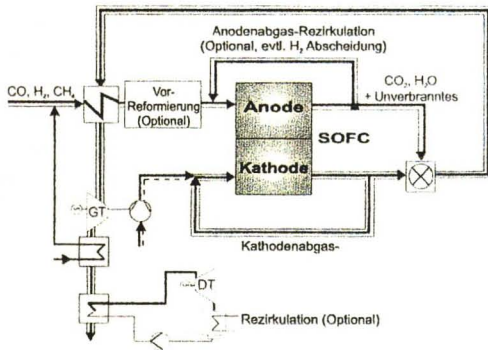 Anodenabgas-Rezirkulation
(Optional, evtl. H₂ Abscheidung)
CO, H₂, CH₄
Vor-
Reformierung
(Optional)
Anode
CO₂, H₂O
+ Unverbranntes
SOFC
Kathode
GT
Kathodenabgas-
DT
Rezirkulation (Optional)